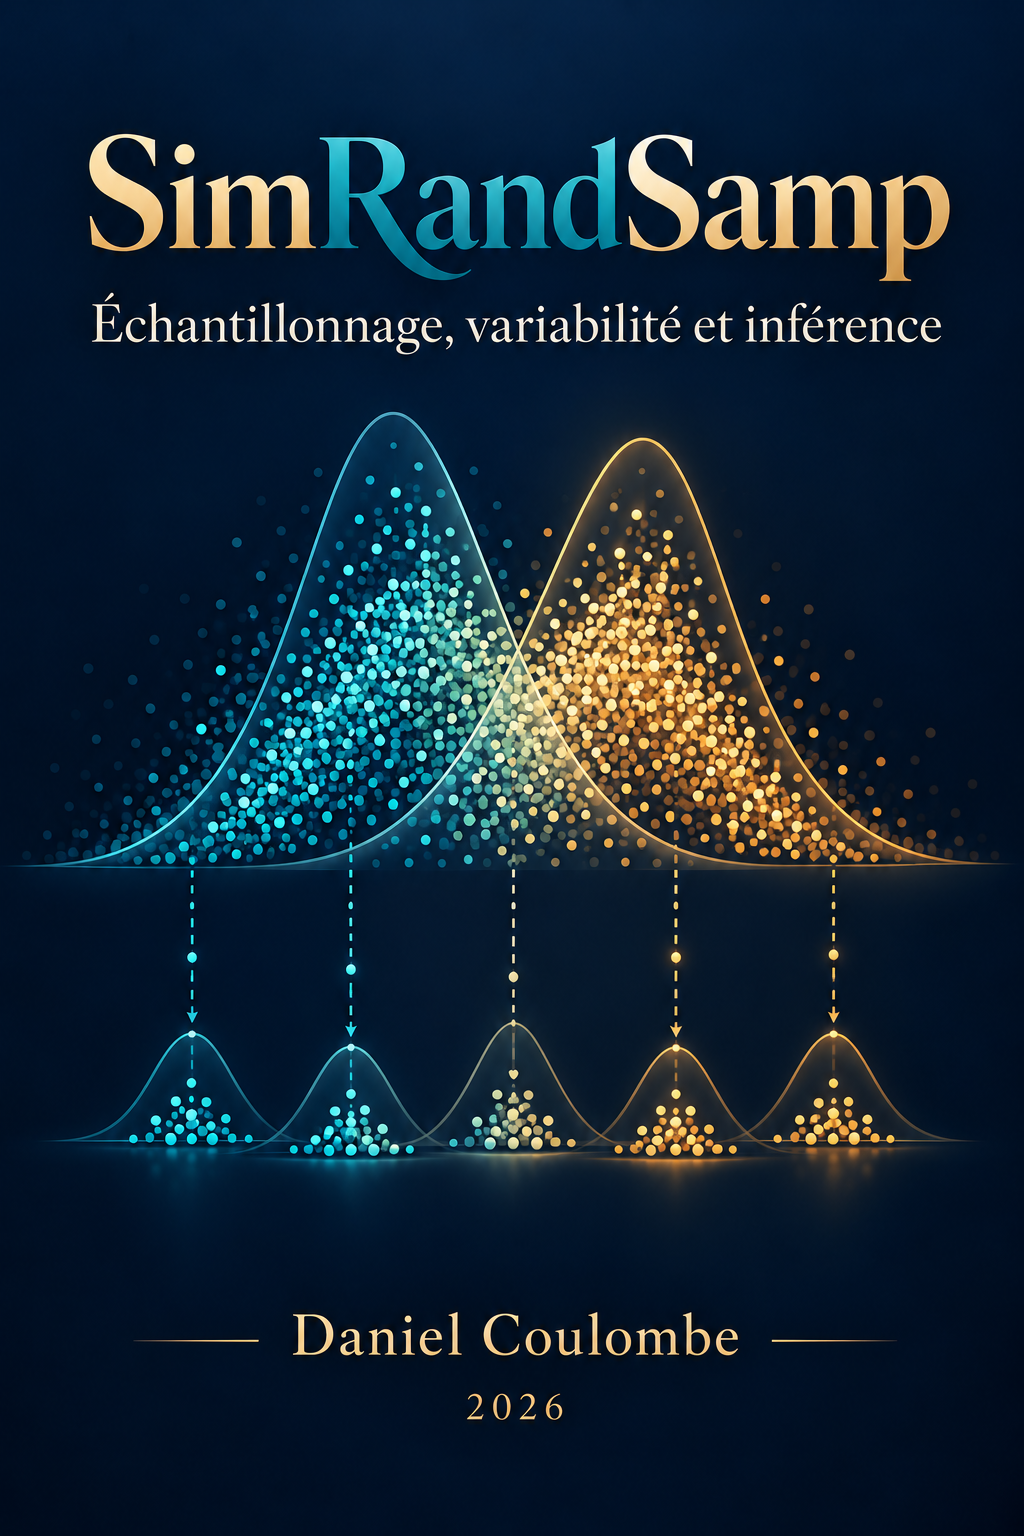 SimRandSamp
Échantillonnage, variabilité et inférence
Daniel Coulombe
2026